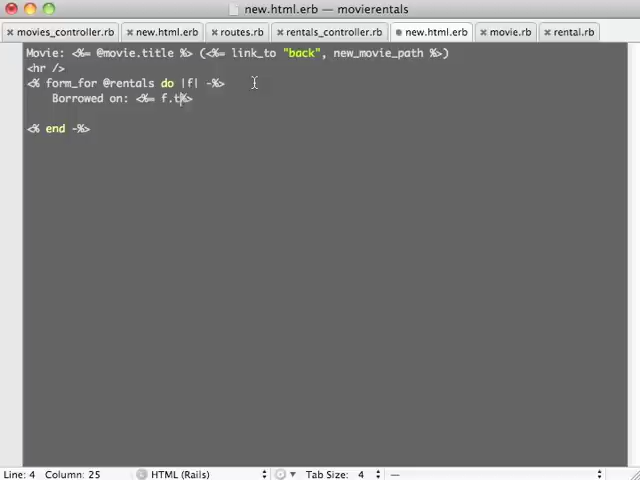 new.html.erb — movierentals
movies_controller.rb new.html.erb routes.rb rentals_controller.rb new.html.erb movie.rb rental.rb
Movie: <%= @movie.title %> (<%= link_to "back", new_movie_path %>)
<hr />
<% form_for @rentals do |f| -%>
Borrowed on: <%= f.t%>
<% end -%>
Line: 4 Column: 25 HTML (Rails) Tab Size: 4 —